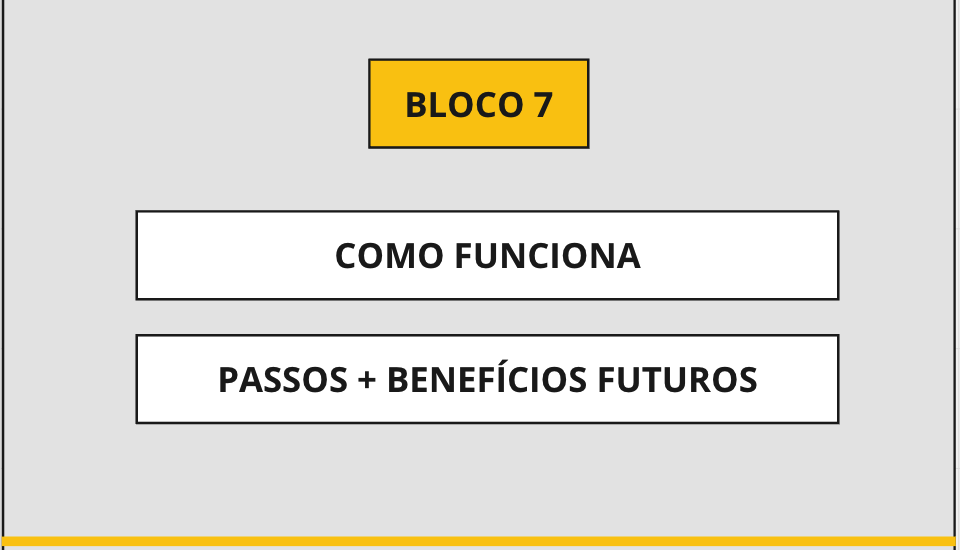 BLOCO 7
COMO FUNCIONA
PASSOS + BENEFÍCIOS FUTUROS